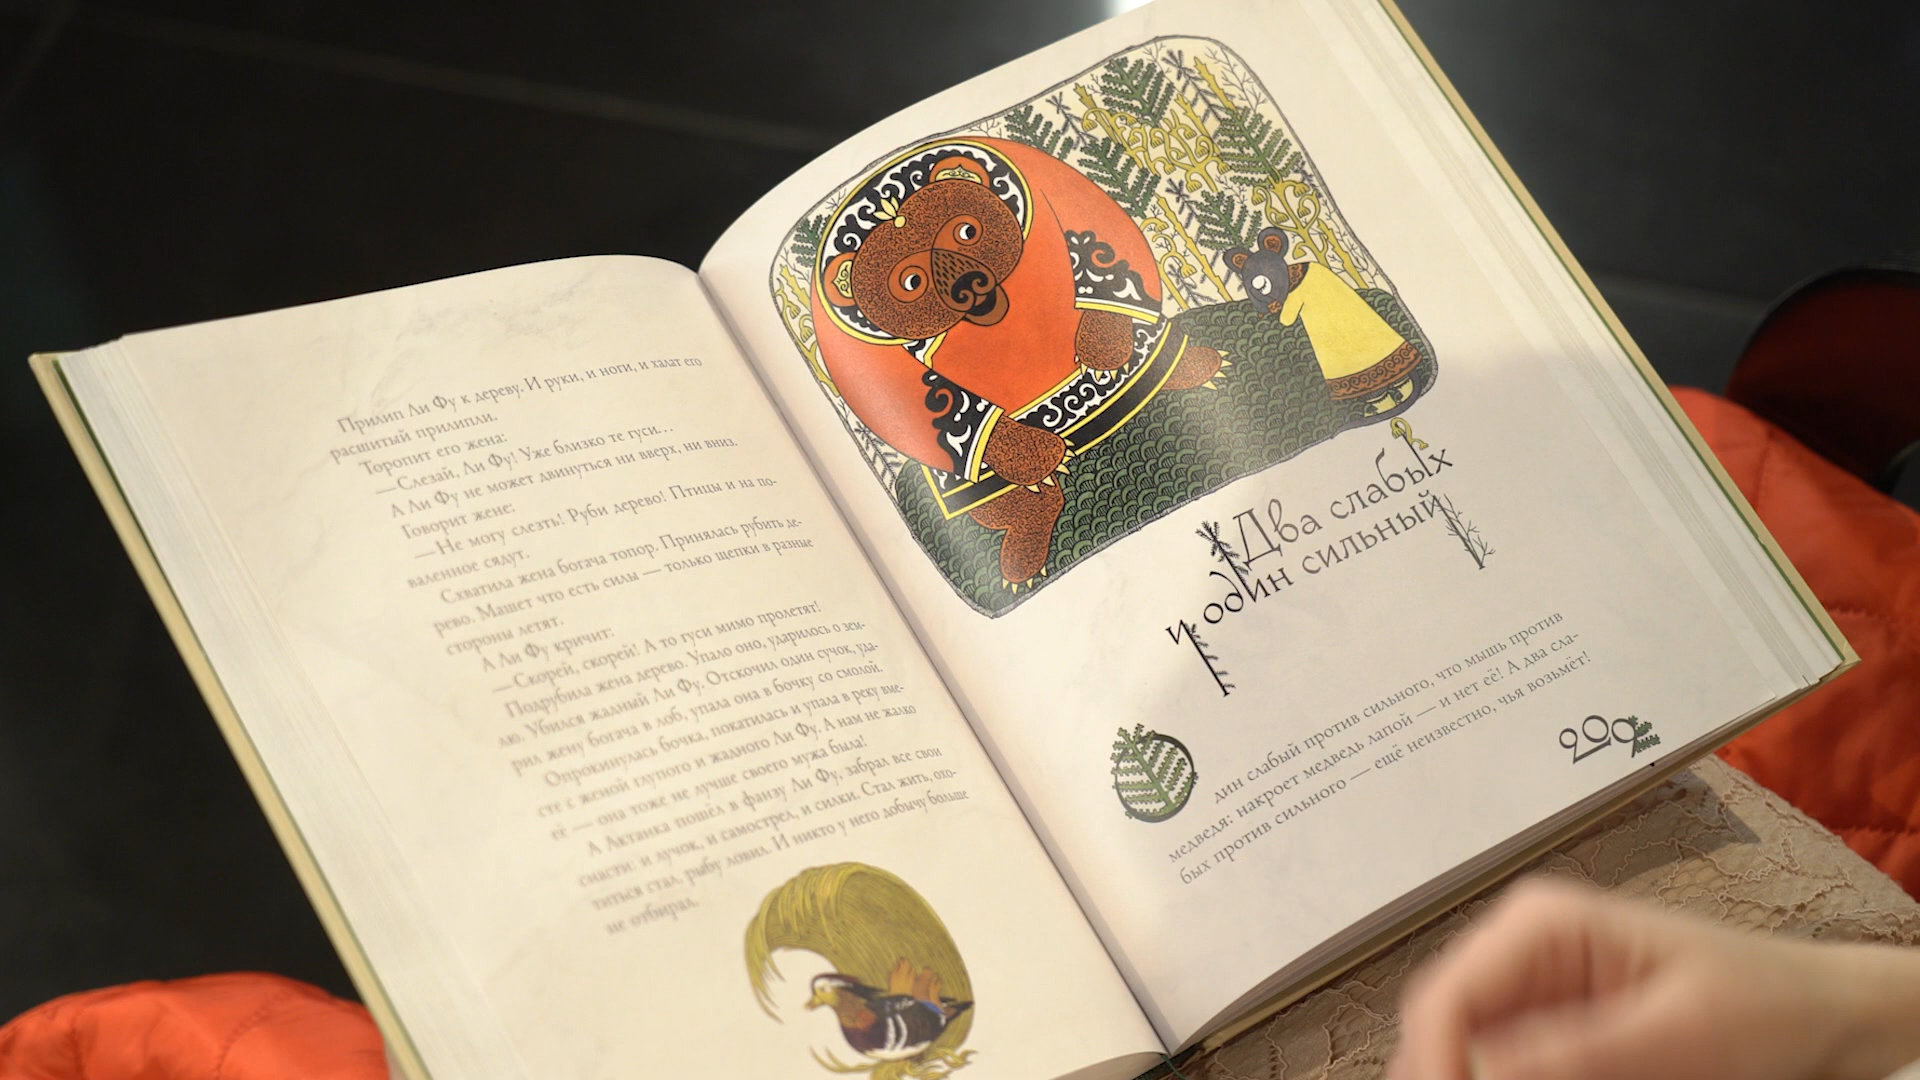 Прилип Ли Фу к дереву. И руки, и ноги, и халат его
расшитый прилипли.
Торопит его жена:
— Слезай, Ли Фу! Уже близко те гуси...
А Ли Фу не может двинуться ни вверх, ни вниз.
Говорит жене:
— Не могу слезть! Руби дерево! Птицы и на по-
валенное сядут.
Схватила жена богача топор. Принялась рубить де-
рево. Машет что есть силы — только щепки в разные
стороны летят.
А Ли Фу кричит:
— Скорей, скорей! А то гуси мимо пролетят!
Подрубила жена дерево. Упало оно, ударилось о зем-
лю. Убился жадный Ли Фу. Отскочил один сучок, уда-
рил жену богача в лоб, упала она в бочку со смолой.
Опрокинулась бочка, покатилась и упала в реку вме-
сте с женой глупого и жадного Ли Фу. А нам не жалко
её — она тоже не лучше своего мужа была!
А Актанка пошёл в фанзу Ли Фу, забрал все свои
снасти: и лучок, и самострел, и силки. Стал жить, охо-
титься стал, рыбу ловил. И никто у него добычу больше
не отбирал.
Два слабых
и один сильный
дин слабый против сильного, что мышь против
медведя: накроет медведь лапой — и нет её! А два сла-
бых против сильного — ещё неизвестно, чья возьмёт!
209